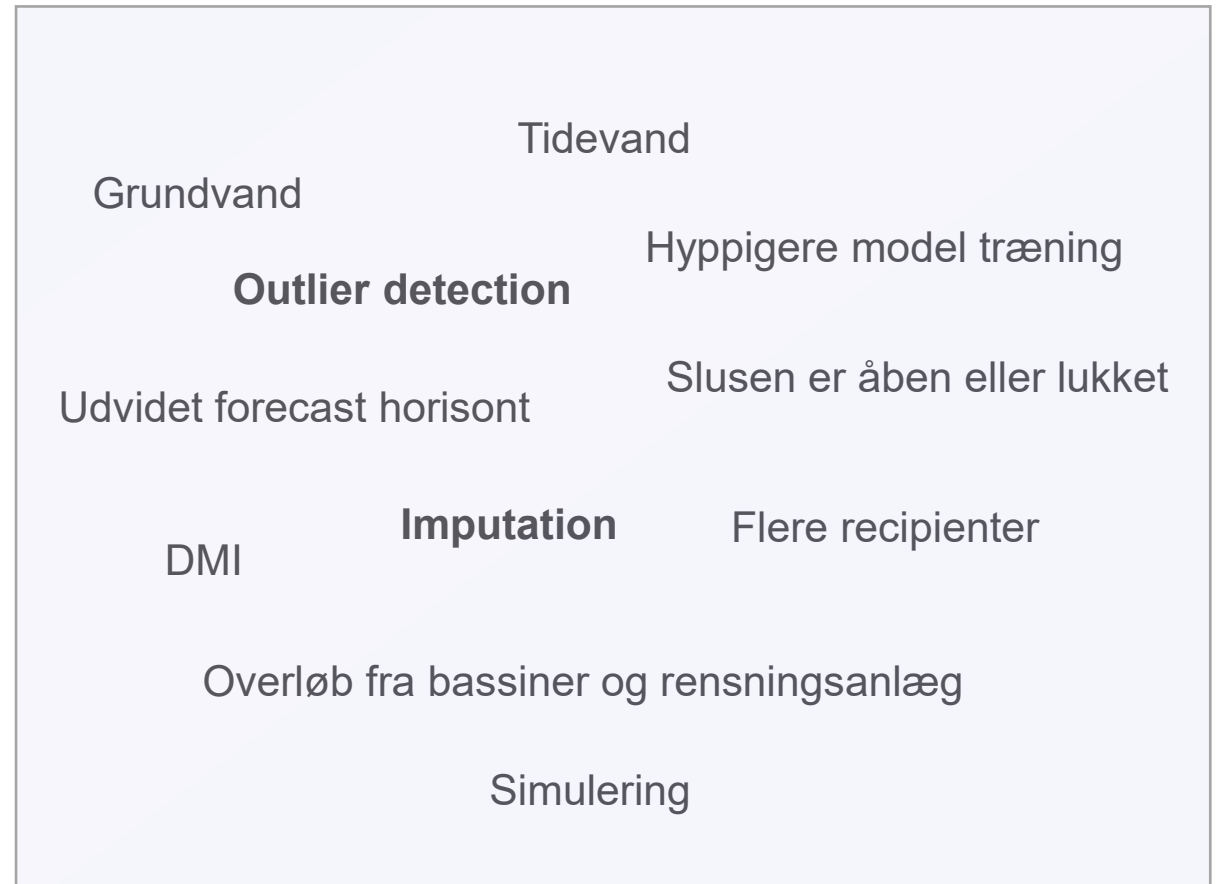 Tidevand
Grundvand
Hyppigere model træning
Outlier detection
Slusen er åben eller lukket
Udvidet forecast horisont
Imputation
Flere recipienter
DMI
Overløb fra bassiner og rensningsanlæg
Simulering